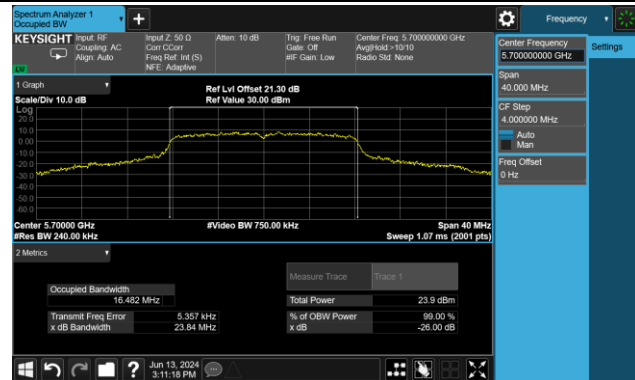 Spectrum Analyzer 1
Occupied BW
+
Frequency
KEYSIGHT
Input: RF
Coupling: AC
Align: Auto
Input Z: 50 Ω
Corr CCorr
Freq Ref: Int (S)
NFE: Adaptive
Atten: 10 dB
Trig: Free Run
Gate: Off
#IF Gain: Low
Center Freq: 5.700000000 GHz
Avg|Hold:>10/10
Radio Std: None
Center Frequency
5.700000000 GHz
Settings
Span
40.000 MHz
CF Step
4.000000 MHz
Auto
Man
Freq Offset
0 Hz
1 Graph
Scale/Div 10.0 dB
Ref Lvl Offset 21.30 dB
Ref Value 30.00 dBm
Log
20.0
10.0
0.00
-10.0
-20.0
-30.0
-40.0
-50.0
-60.0
Center 5.70000 GHz
#Res BW 240.00 kHz
#Video BW 750.00 kHz
Span 40 MHz
Sweep 1.07 ms (2001 pts)
2 Metrics
Measure Trace
Trace 1
Occupied Bandwidth
16.482 MHz
Total Power
23.9 dBm
Transmit Freq Error
5.357 kHz
% of OBW Power
99.00 %
x dB Bandwidth
23.84 MHz
x dB
-26.00 dB
?
Jun 13, 2024
3:11:18 PM